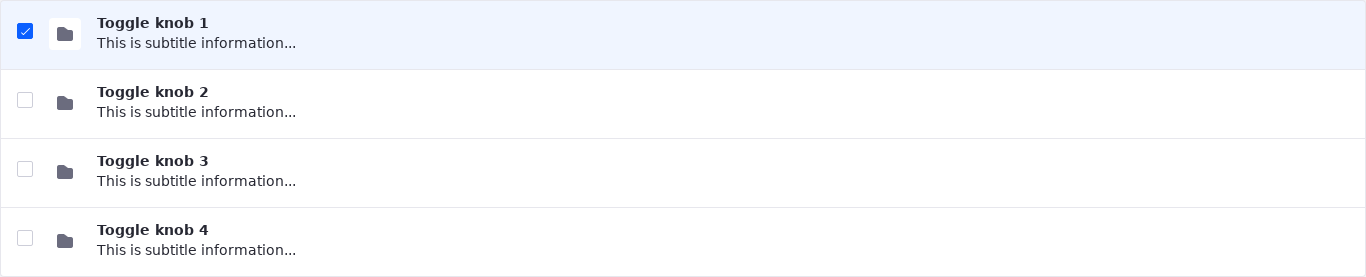 Toggle knob 1
This is subtitle information...
Toggle knob 2
This is subtitle information...
Toggle knob 3
This is subtitle information...
Toggle knob 4
This is subtitle information...